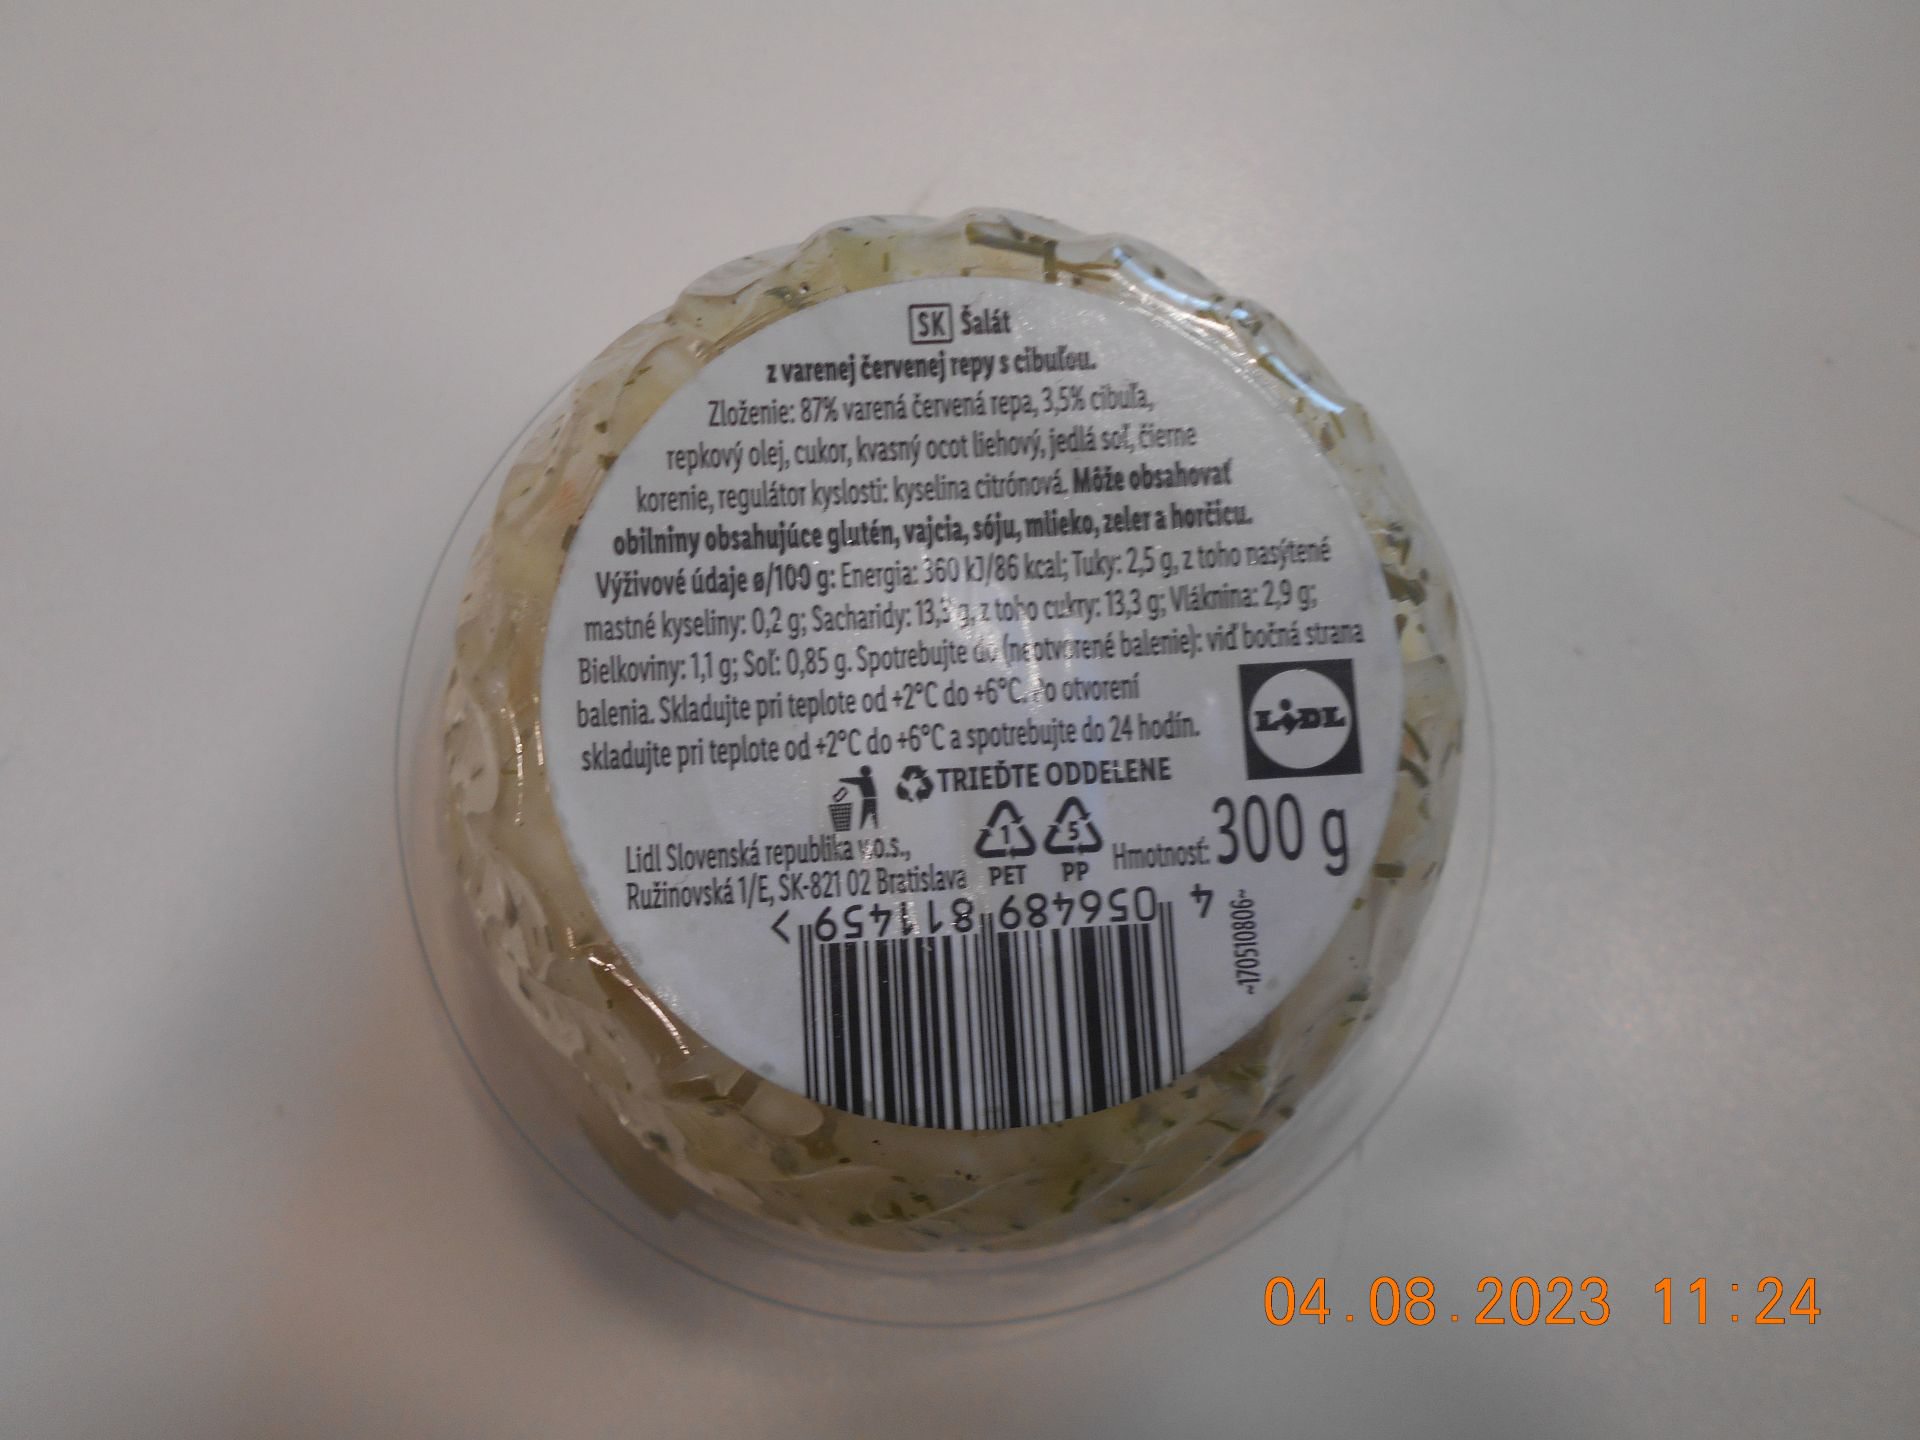 SK Šalát
z varenej červenej repy s cibuľou.
Zloženie: 87% varená červená repa, 3,5% cibuľa,
repkový olej, cukor, kvasný ocot liehový, jedlá soľ, čierne
korenie, regulátor kyslosti: kyselina citrónová. Môže obsahovať
obilniny obsahujúce glutén, vajcia, sóju, mlieko, zeler a horčicu.
Výživové údaje ø/100 g: Energia: 360 kJ/86 kcal; Tuky: 2,5 g, z toho nasýtené
mastné kyseliny: 0,2 g; Sacharidy: 13,3 g, z toho cukry: 13,3 g; Vláknina: 2,9 g;
Bielkoviny: 1,1 g; Soľ: 0,85 g. Spotrebujte do (neotvorené balenie): viď bočná strana
balenia. Skladujte pri teplote od +2°C do +6°C. Po otvorení
skladujte pri teplote od +2°C do +6°C a spotrebujte do 24 hodín.
LIDL
TRIEĎTE ODDELENE
1 5
PET PP
Lidl Slovenská republika v.o.s.,
Ružinovská 1/E, SK-821 02 Bratislava
Hmotnosť: 300 g
4 056489 811459 >
~170510806~
04.08.2023 11:24